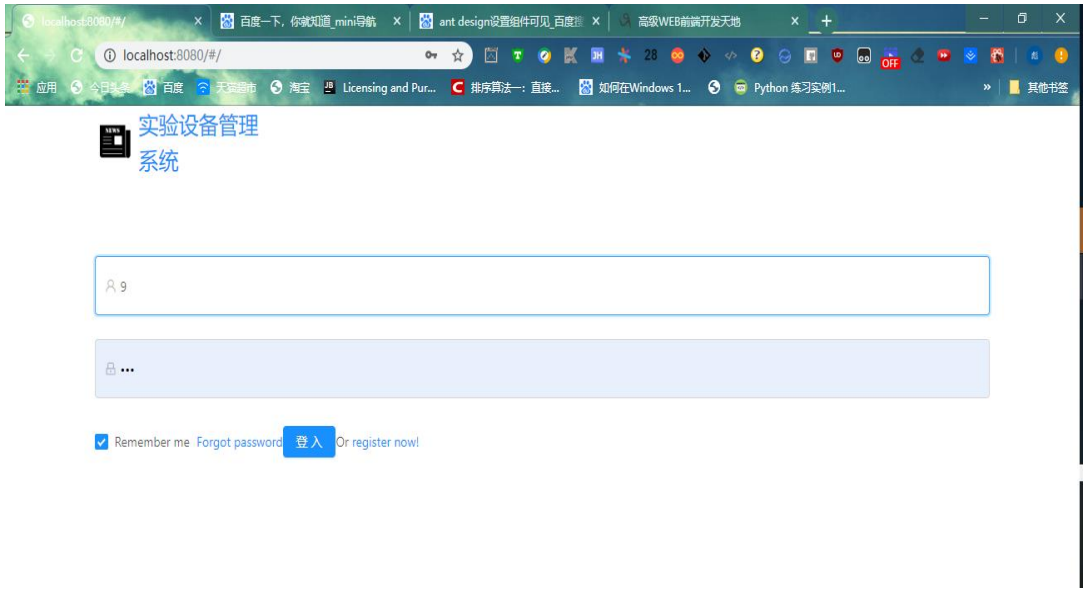 localhost:8080/#/
百度一下，你就知道_mini导航
ant design设置组件可见_百度搜
高级WEB前端开发天地
localhost:8080/#/
28
OFF
应用
今日头条
百度
天猫超市
淘宝
Licensing and Pur...
排序算法一: 直接...
如何在Windows 1...
Python 练习实例1...
»
其他书签
NEWS
实验设备管理
系统
9
•••
Remember me
Forgot password
登 入
Or register now!